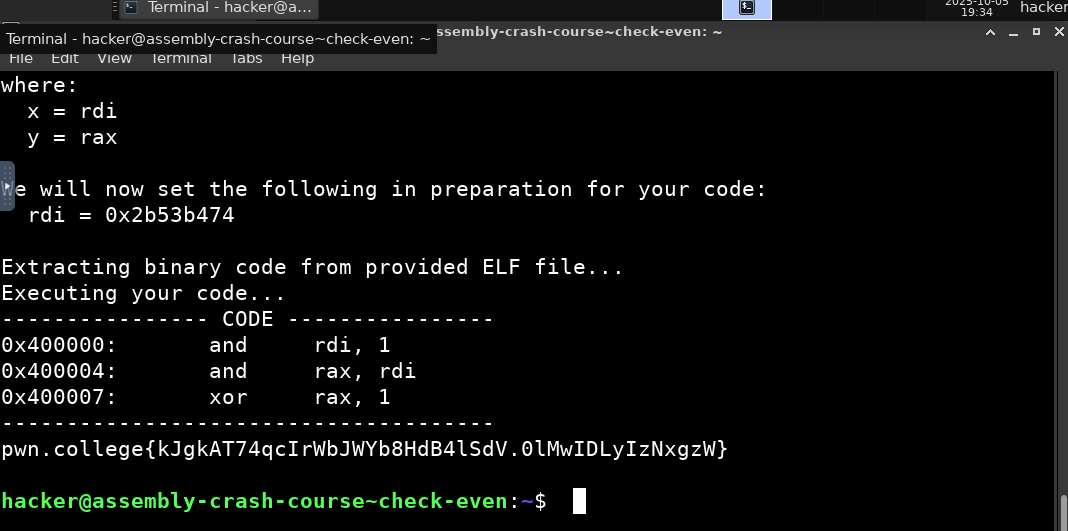 Terminal - hacker@a...
2025-10-05
19:34
hacker
Terminal - hacker@assembly-crash-course~check-even: ~
ssembly-crash-course~check-even: ~
File Edit View Terminal Tabs Help
where:
  x = rdi
  y = rax
We will now set the following in preparation for your code:
  rdi = 0x2b53b474
Extracting binary code from provided ELF file...
Executing your code...
---------------- CODE ----------------
0x400000:       and     rdi, 1
0x400004:       and     rax, rdi
0x400007:       xor     rax, 1
--------------------------------------
pwn.college{kJgkAT74qcIrWbJWYb8HdB4lSdV.0lMwIDLyIzNxgzW}
hacker@assembly-crash-course~check-even:~$